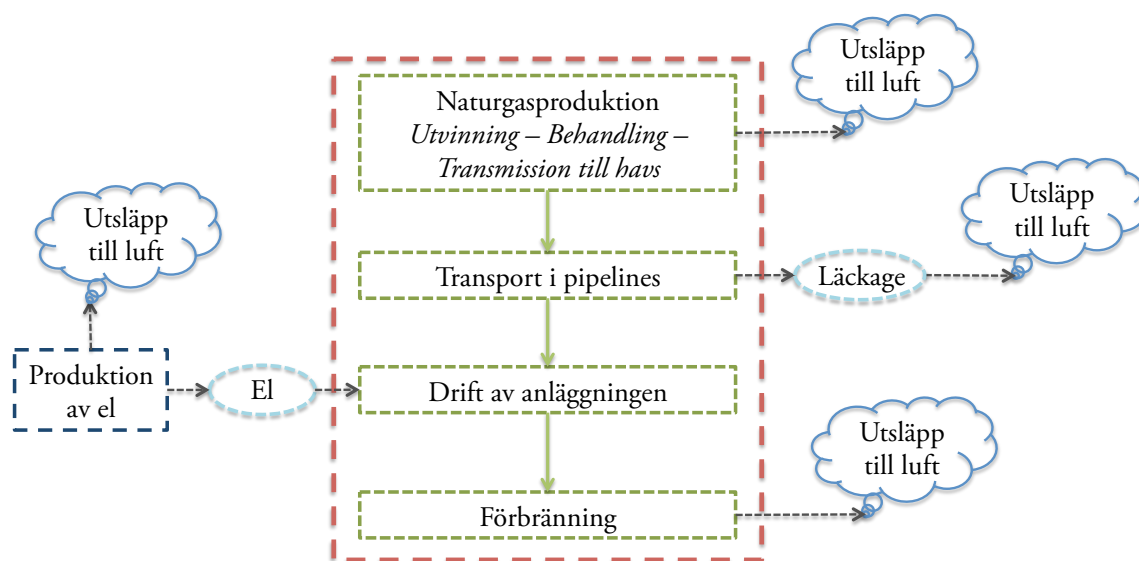 Utsläpp
till luft
Naturgasproduktion
Utvinning – Behandling –
Transmission till havs
Utsläpp
till luft
Utsläpp
till luft
Transport i pipelines
Läckage
Produktion
av el
El
Drift av anläggningen
Utsläpp
till luft
Förbränning